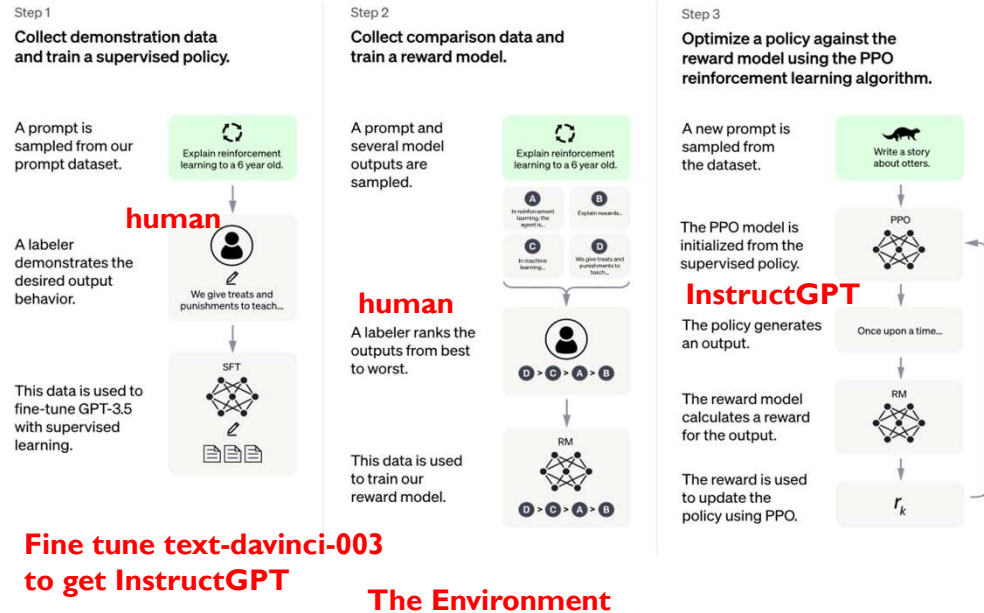 Step 1
Collect demonstration data
and train a supervised policy.
A prompt is
sampled from our
prompt dataset.
Explain reinforcement
learning to a 6 year old.
human
A labeler
demonstrates the
desired output
behavior.
We give treats and
punishments to teach...
SFT
This data is used to
fine-tune GPT-3.5
with supervised
learning.
Fine tune text-davinci-003
to get InstructGPT
Step 2
Collect comparison data and
train a reward model.
A prompt and
several model
outputs are
sampled.
Explain reinforcement
learning to a 6 year old.
A
In reinforcement
learning, the
agent is...
B
Explain rewards...
C
In machine
learning...
D
We give treats and
punishments to
teach...
human
A labeler ranks the
outputs from best
to worst.
D > C > A > B
RM
This data is used
to train our
reward model.
D > C > A > B
The Environment
Step 3
Optimize a policy against the
reward model using the PPO
reinforcement learning algorithm.
A new prompt is
sampled from
the dataset.
Write a story
about otters.
PPO
The PPO model is
initialized from the
supervised policy.
InstructGPT
The policy generates
an output.
Once upon a time...
RM
The reward model
calculates a reward
for the output.
The reward is used
to update the
policy using PPO.
rₖ